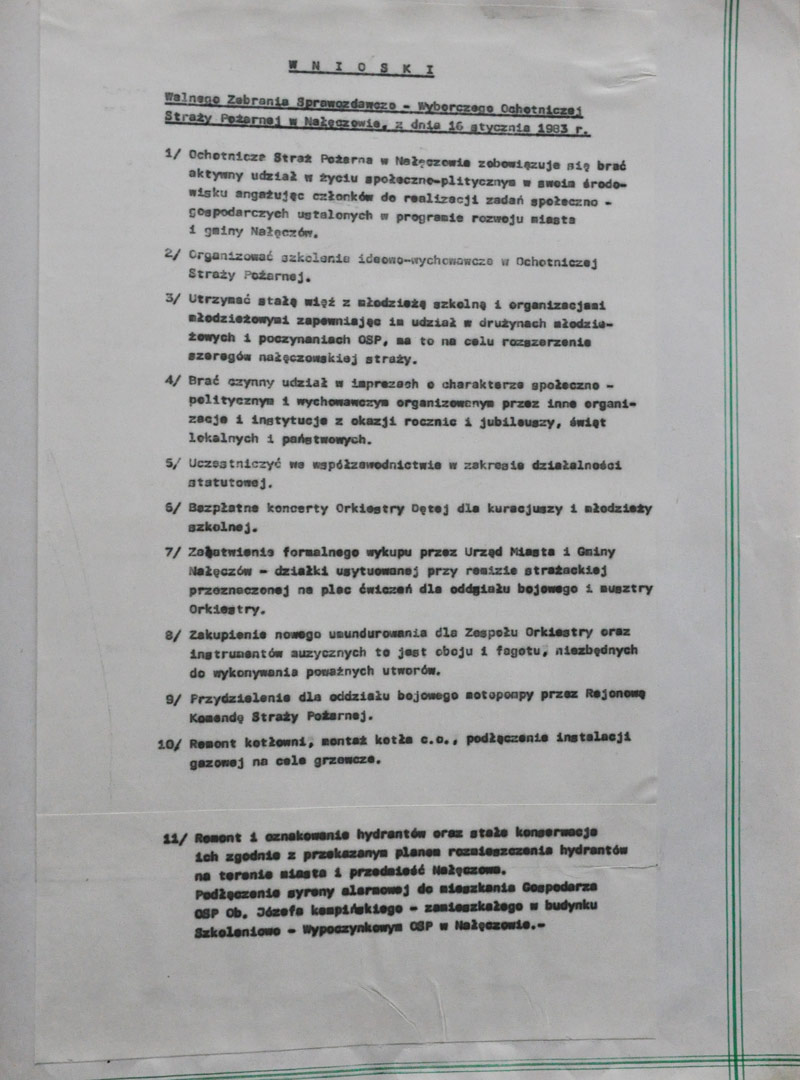 W N I O S K I
Walnego Zebrania Sprawozdawczo - Wyborczego Ochotniczej
Straży Pożarnej w Nałęczowie, z dnia 16 stycznia 1983 r.
1/ Ochotnicza Straż Pożarna w Nałęczowie zobowiązuje się brać
aktywny udział w życiu społeczno-plitycznym w swoim środo-
wisku angażując członków do realizacji zadań społeczno -
gospodarczych ustalonych w programie rozwoju miasta
i gminy Nałęczów.
2/ Organizować szkolenie ideowo-wychowawcze w Ochotniczej
Straży Pożarnej.
3/ Utrzymać stałą więź z młodzieżą szkolną i organizacjami
młodzieżowymi zapewniając im udział w drużynach młodzie-
żowych i poczynaniach OSP, ma to na celu rozszerzenie
szeregów nałęczowskiej straży.
4/ Brać czynny udział w imprezach o charakterze społeczno -
politycznym i wychowawczym organizowanym przez inne organi-
zacje i instytucje z okazji rocznic i jubileuszy, świąt
lokalnych i państwowych.
5/ Uczestniczyć we współzawodnictwie w zakresie działalności
statutowej.
6/ Bezpłatne koncerty Orkiestry Dętej dla kuracjuszy i młodzieży
szkolnej.
7/ Załatwienie formalnego wykupu przez Urząd Miasta i Gminy
Nałęczów - działki usytuowanej przy remizie strażackiej
przeznaczonej na plac ćwiczeń dla oddziału bojowego i musztry
Orkiestry.
8/ Zakupienie nowego umundurowania dla Zespołu Orkiestry oraz
instrumentów muzycznych to jest oboju i fagotu, niezbędnych
do wykonywania poważnych utworów.
9/ Przydzielenie dla oddziału bojowego motopompy przez Rejonową
Komendę Straży Pożarnej.
10/ Remont kotłowni, montaż kotła c.o., podłączenie instalacji
gazowej na cele grzewcze.
11/ Remont i oznakowanie hydrantów oraz stałe konserwacje
ich zgodnie z przekazanym planem rozmieszczenia hydrantów
na terenie miasta i przedmieść Nałęczowa.
Podłączenie syreny alarmowej do mieszkania Gospodarza
OSP Ob. Józefa kempińskiego - zamieszkałego w budynku
Szkoleniowo - Wypoczynkowym OSP w Nałęczowie.-